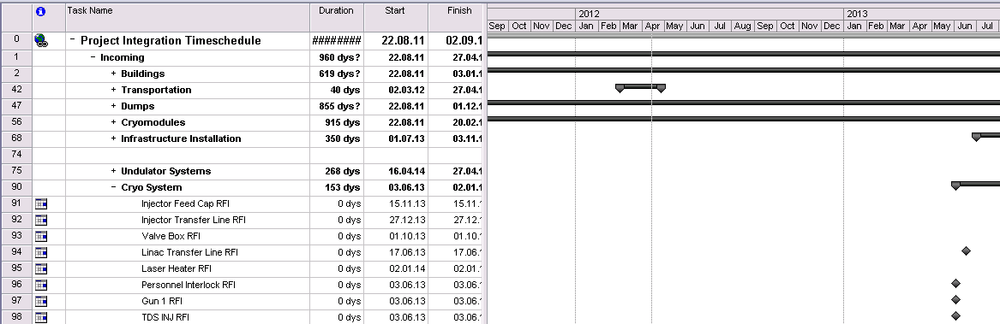 Task Name Duration Start Finish 2012 2013
Sep Oct Nov Dec Jan Feb Mar Apr May Jun Jul Aug Sep Oct Nov Dec Jan Feb Mar Apr May Jun Jul
0 − Project Integration Timeschedule ######## 22.08.11 02.09.1
1 − Incoming 960 dys? 22.08.11 27.04.1
2 + Buildings 619 dys? 22.08.11 03.01.1
42 + Transportation 40 dys 02.03.12 27.04.1
47 + Dumps 855 dys? 22.08.11 01.12.1
56 + Cryomodules 915 dys 22.08.11 20.02.1
68 + Infrastructure Installation 350 dys 01.07.13 03.11.1
74
75 + Undulator Systems 268 dys 16.04.14 27.04.1
90 − Cryo System 153 dys 03.06.13 02.01.1
91 Injector Feed Cap RFI 0 dys 15.11.13 15.11.1
92 Injector Transfer Line RFI 0 dys 27.12.13 27.12.1
93 Valve Box RFI 0 dys 01.10.13 01.10.1
94 Linac Transfer Line RFI 0 dys 17.06.13 17.06.1
95 Laser Heater RFI 0 dys 02.01.14 02.01.1
96 Personnel Interlock RFI 0 dys 03.06.13 03.06.1
97 Gun 1 RFI 0 dys 03.06.13 03.06.1
98 TDS INJ RFI 0 dys 03.06.13 03.06.1